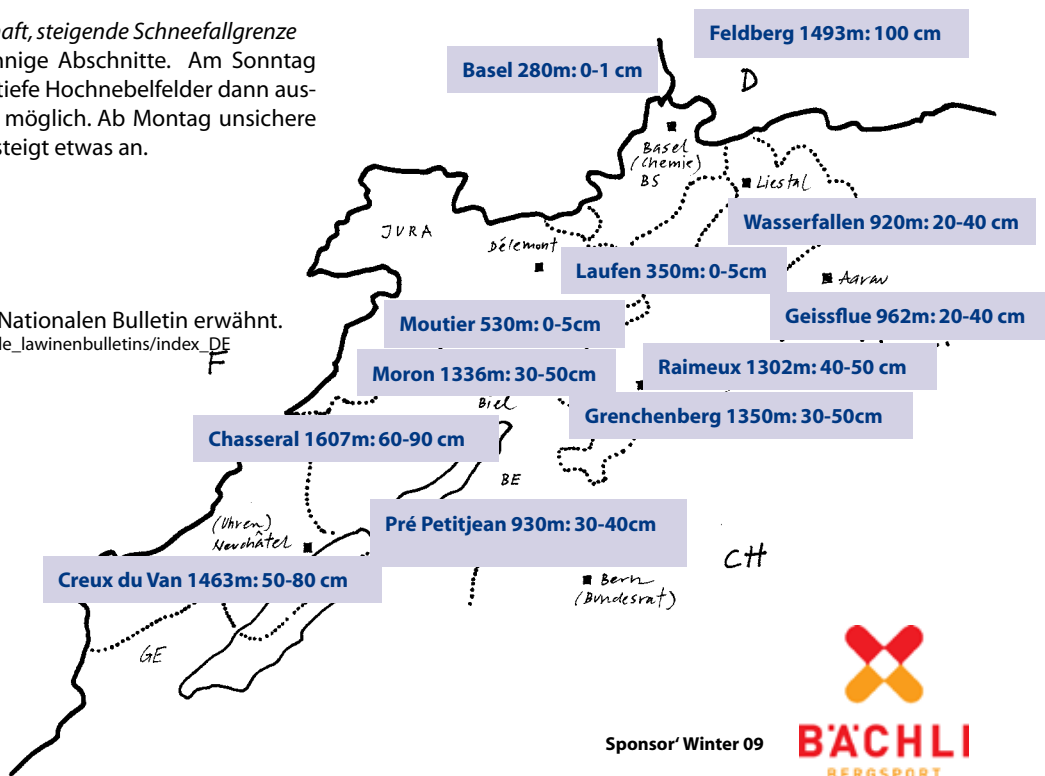 aft, steigende Schneefallgrenze
nnige Abschnitte. Am Sonntag
tiefe Hochnebelfelder dann aus-
möglich. Ab Montag unsichere
steigt etwas an.
Feldberg 1493m: 100 cm
Basel 280m: 0-1 cm
D
Basel
(Chemie)
BS
Liestal
Wasserfallen 920m: 20-40 cm
JURA
Délemont
Laufen 350m: 0-5cm
Aarau
Nationalen Bulletin erwähnt.
le_lawinenbulletins/index_DE
F
Moutier 530m: 0-5cm
Geissflue 962m: 20-40 cm
Moron 1336m: 30-50cm
Raimeux 1302m: 40-50 cm
Biel
Grenchenberg 1350m: 30-50cm
Chasseral 1607m: 60-90 cm
BE
(Uhren)
Neuchâtel
Pré Petitjean 930m: 30-40cm
CH
Creux du Van 1463m: 50-80 cm
Bern
(Bundesrat)
GE
Sponsor‘ Winter 09
BÄCHLI
BERGSPORT